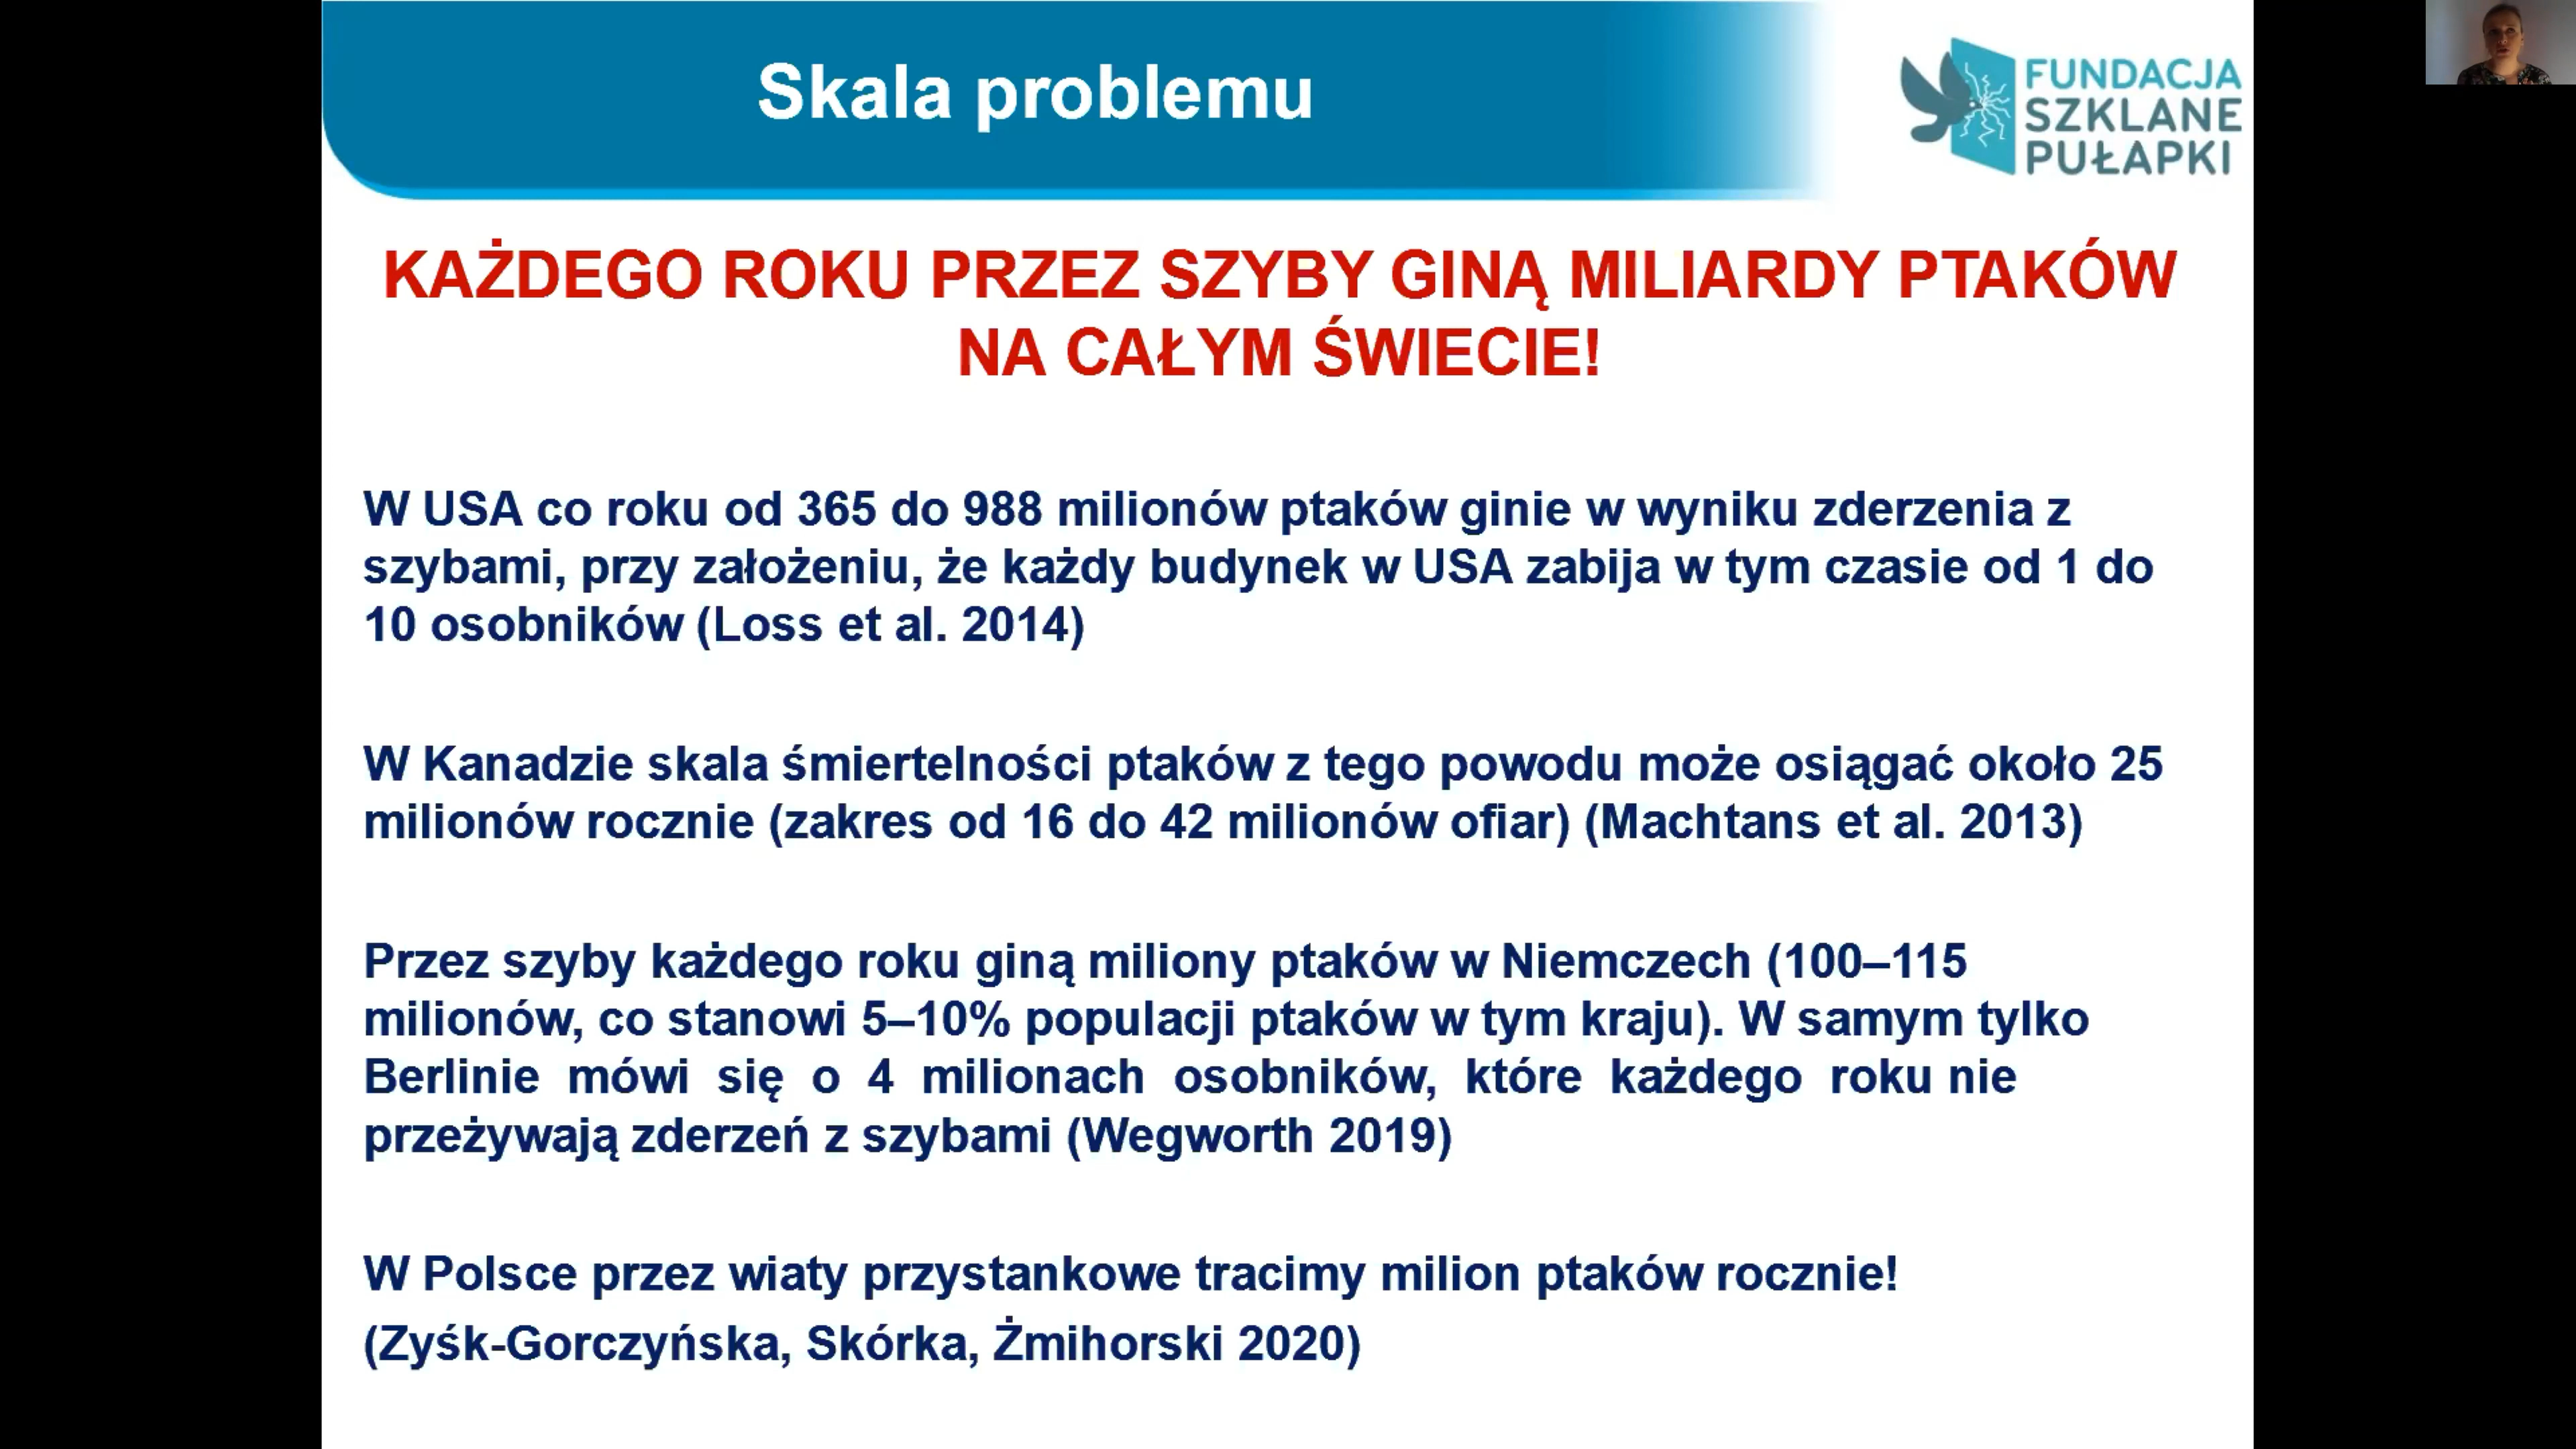 Skala problemu
FUNDACJA
SZKLANE
PUŁAPKI
KAŻDEGO ROKU PRZEZ SZYBY GINĄ MILIARDY PTAKÓW
NA CAŁYM ŚWIECIE!
W USA co roku od 365 do 988 milionów ptaków ginie w wyniku zderzenia z
szybami, przy założeniu, że każdy budynek w USA zabija w tym czasie od 1 do
10 osobników (Loss et al. 2014)
W Kanadzie skala śmiertelności ptaków z tego powodu może osiągać około 25
milionów rocznie (zakres od 16 do 42 milionów ofiar) (Machtans et al. 2013)
Przez szyby każdego roku giną miliony ptaków w Niemczech (100–115
milionów, co stanowi 5–10% populacji ptaków w tym kraju). W samym tylko
Berlinie mówi się o 4 milionach osobników, które każdego roku nie
przeżywają zderzeń z szybami (Wegworth 2019)
W Polsce przez wiaty przystankowe tracimy milion ptaków rocznie!
(Zyśk-Gorczyńska, Skórka, Żmihorski 2020)